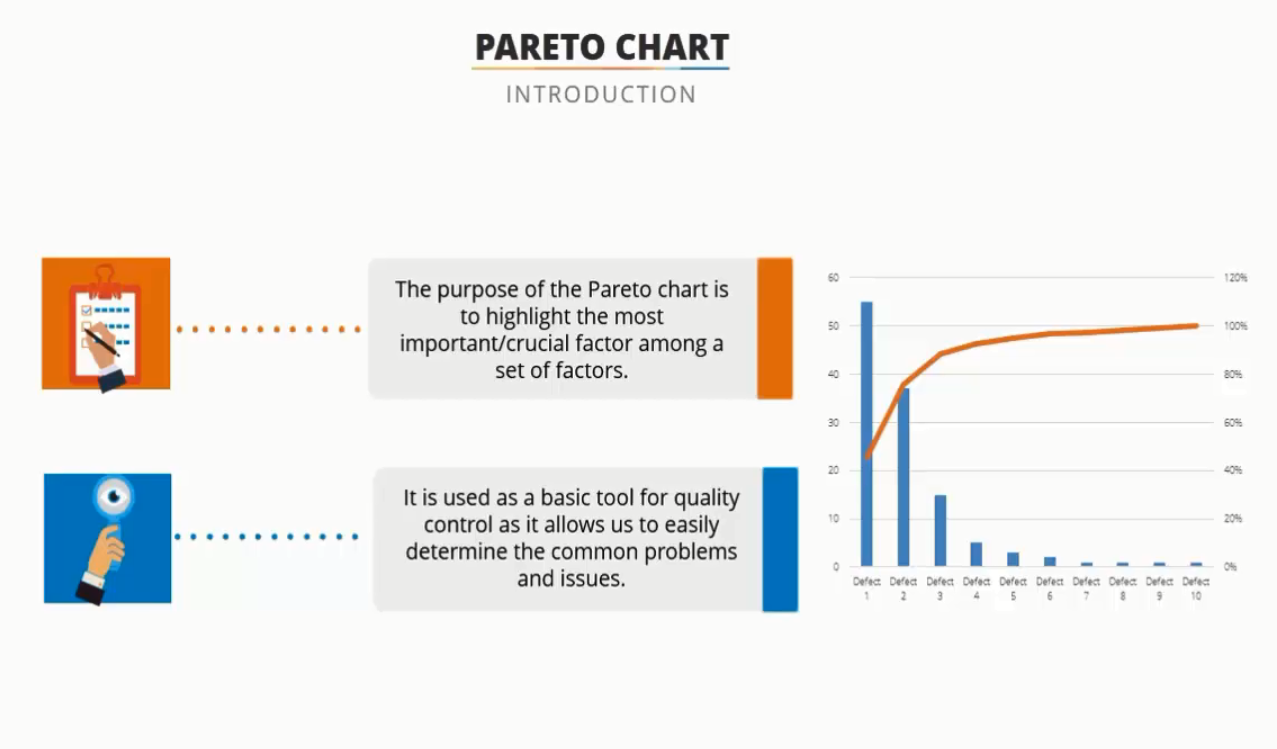 PARETO CHART
INTRODUCTION
The purpose of the Pareto chart is
to highlight the most
important/crucial factor among a
set of factors.
It is used as a basic tool for quality
control as it allows us to easily
determine the common problems
and issues.
60 120%
50 100%
40 80%
30 60%
20 40%
10 20%
0 0%
Defect Defect Defect Defect Defect Defect Defect Defect Defect Defect
1 2 3 4 5 6 7 8 9 10